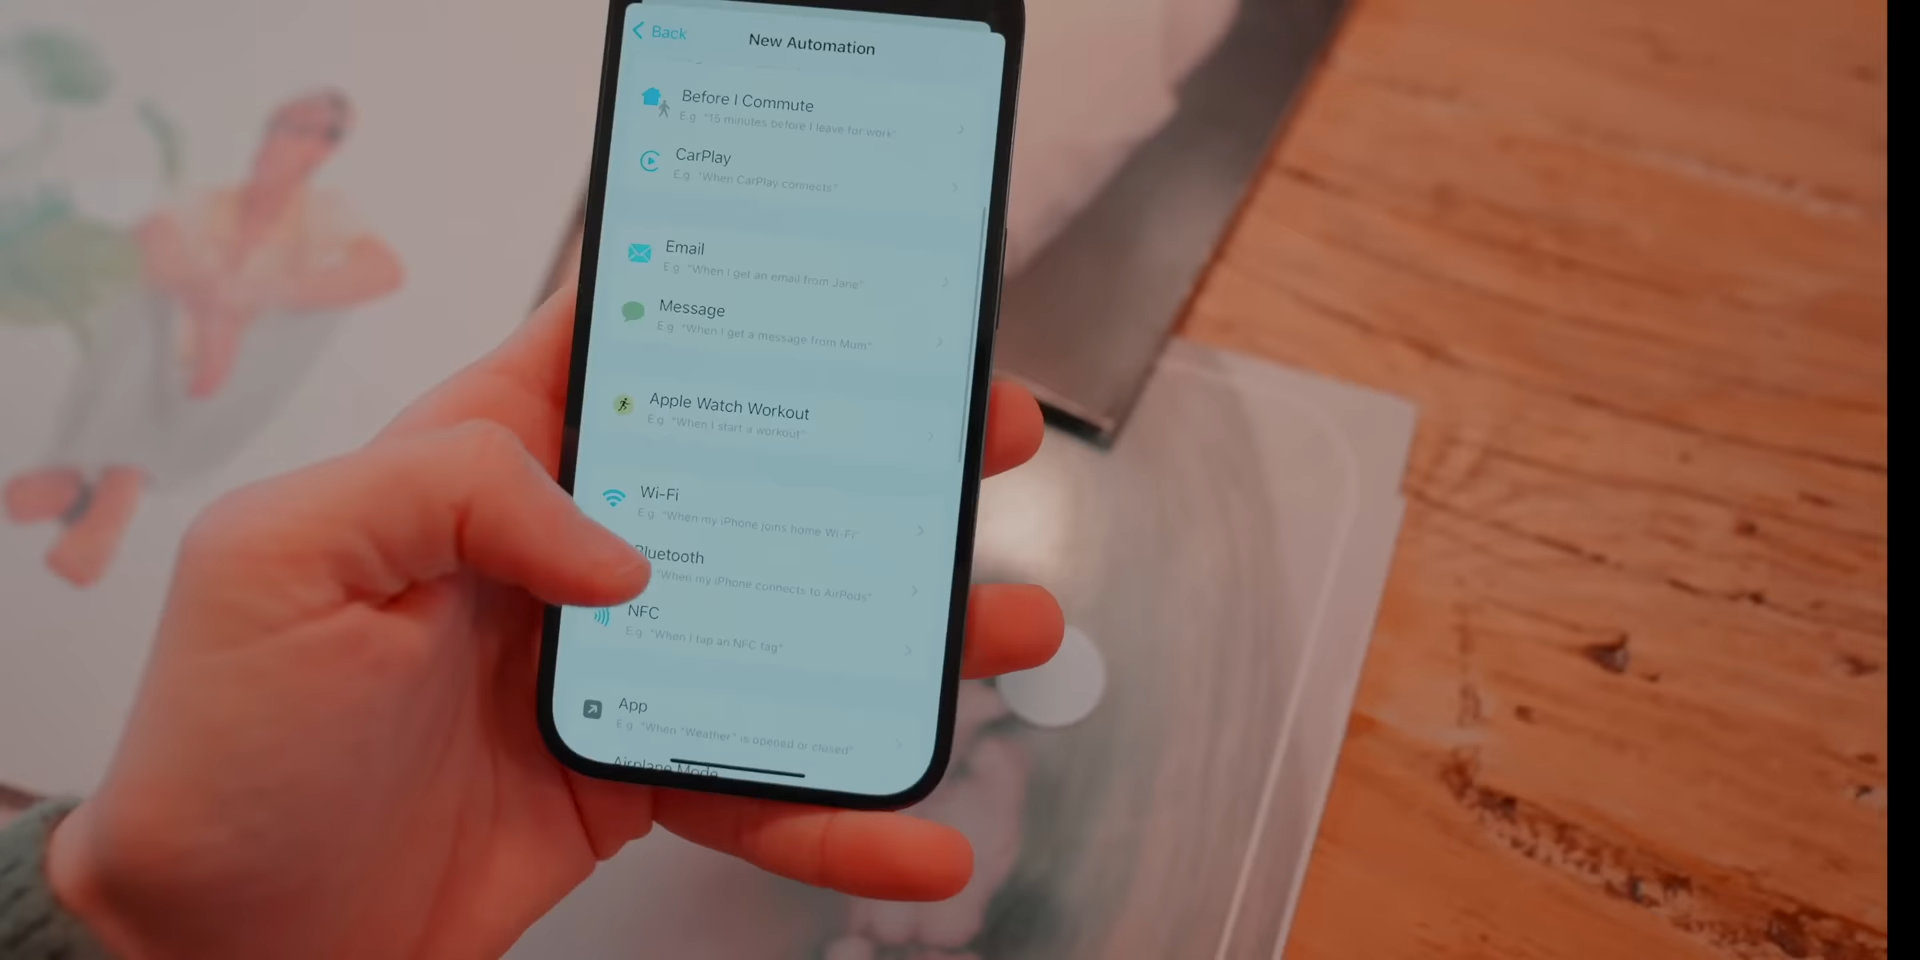 Back
New Automation
Before I Commute
E.g. "15 minutes before I leave for work"
CarPlay
E.g. "When CarPlay connects"
Email
E.g. "When I get an email from Jane"
Message
E.g. "When I get a message from Mum"
Apple Watch Workout
E.g. "When I start a workout"
Wi-Fi
E.g. "When my iPhone joins home Wi-Fi"
Bluetooth
"When my iPhone connects to AirPods"
NFC
E.g. "When I tap an NFC tag"
App
E.g. "When "Weather" is opened or closed"
Airplane Mode